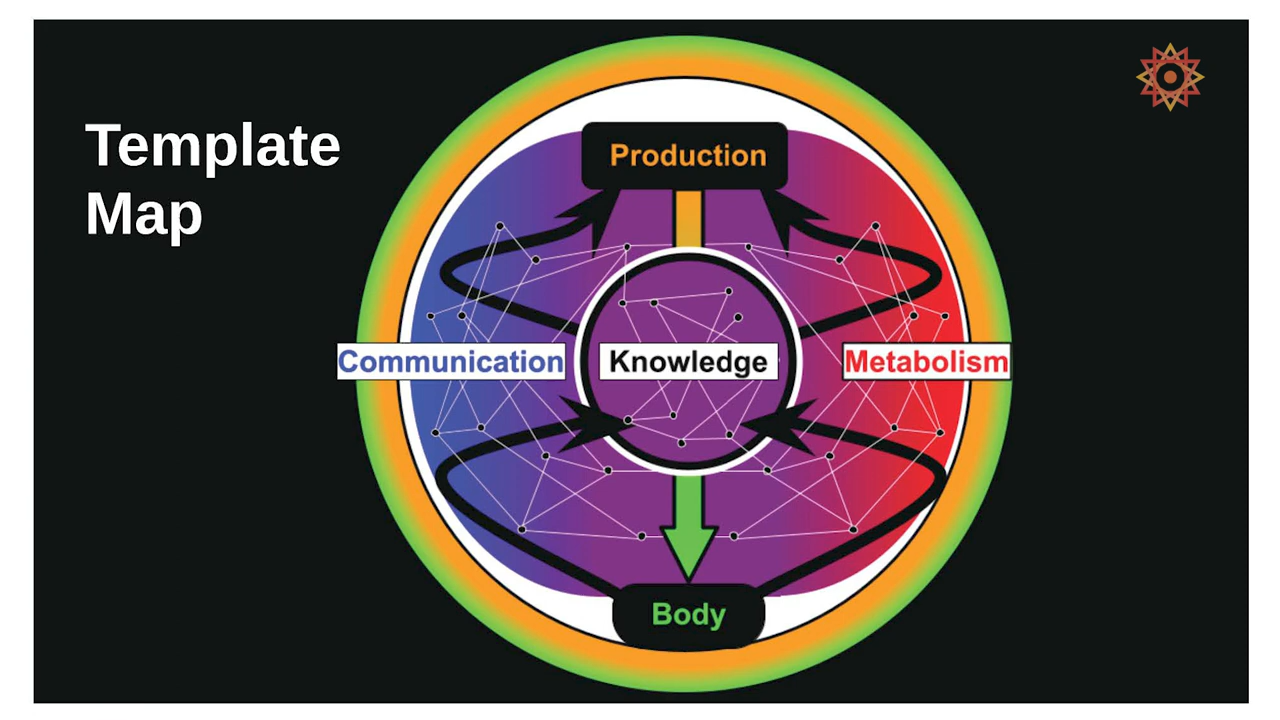 Template
Map
Production
Communication
Knowledge
Metabolism
Body